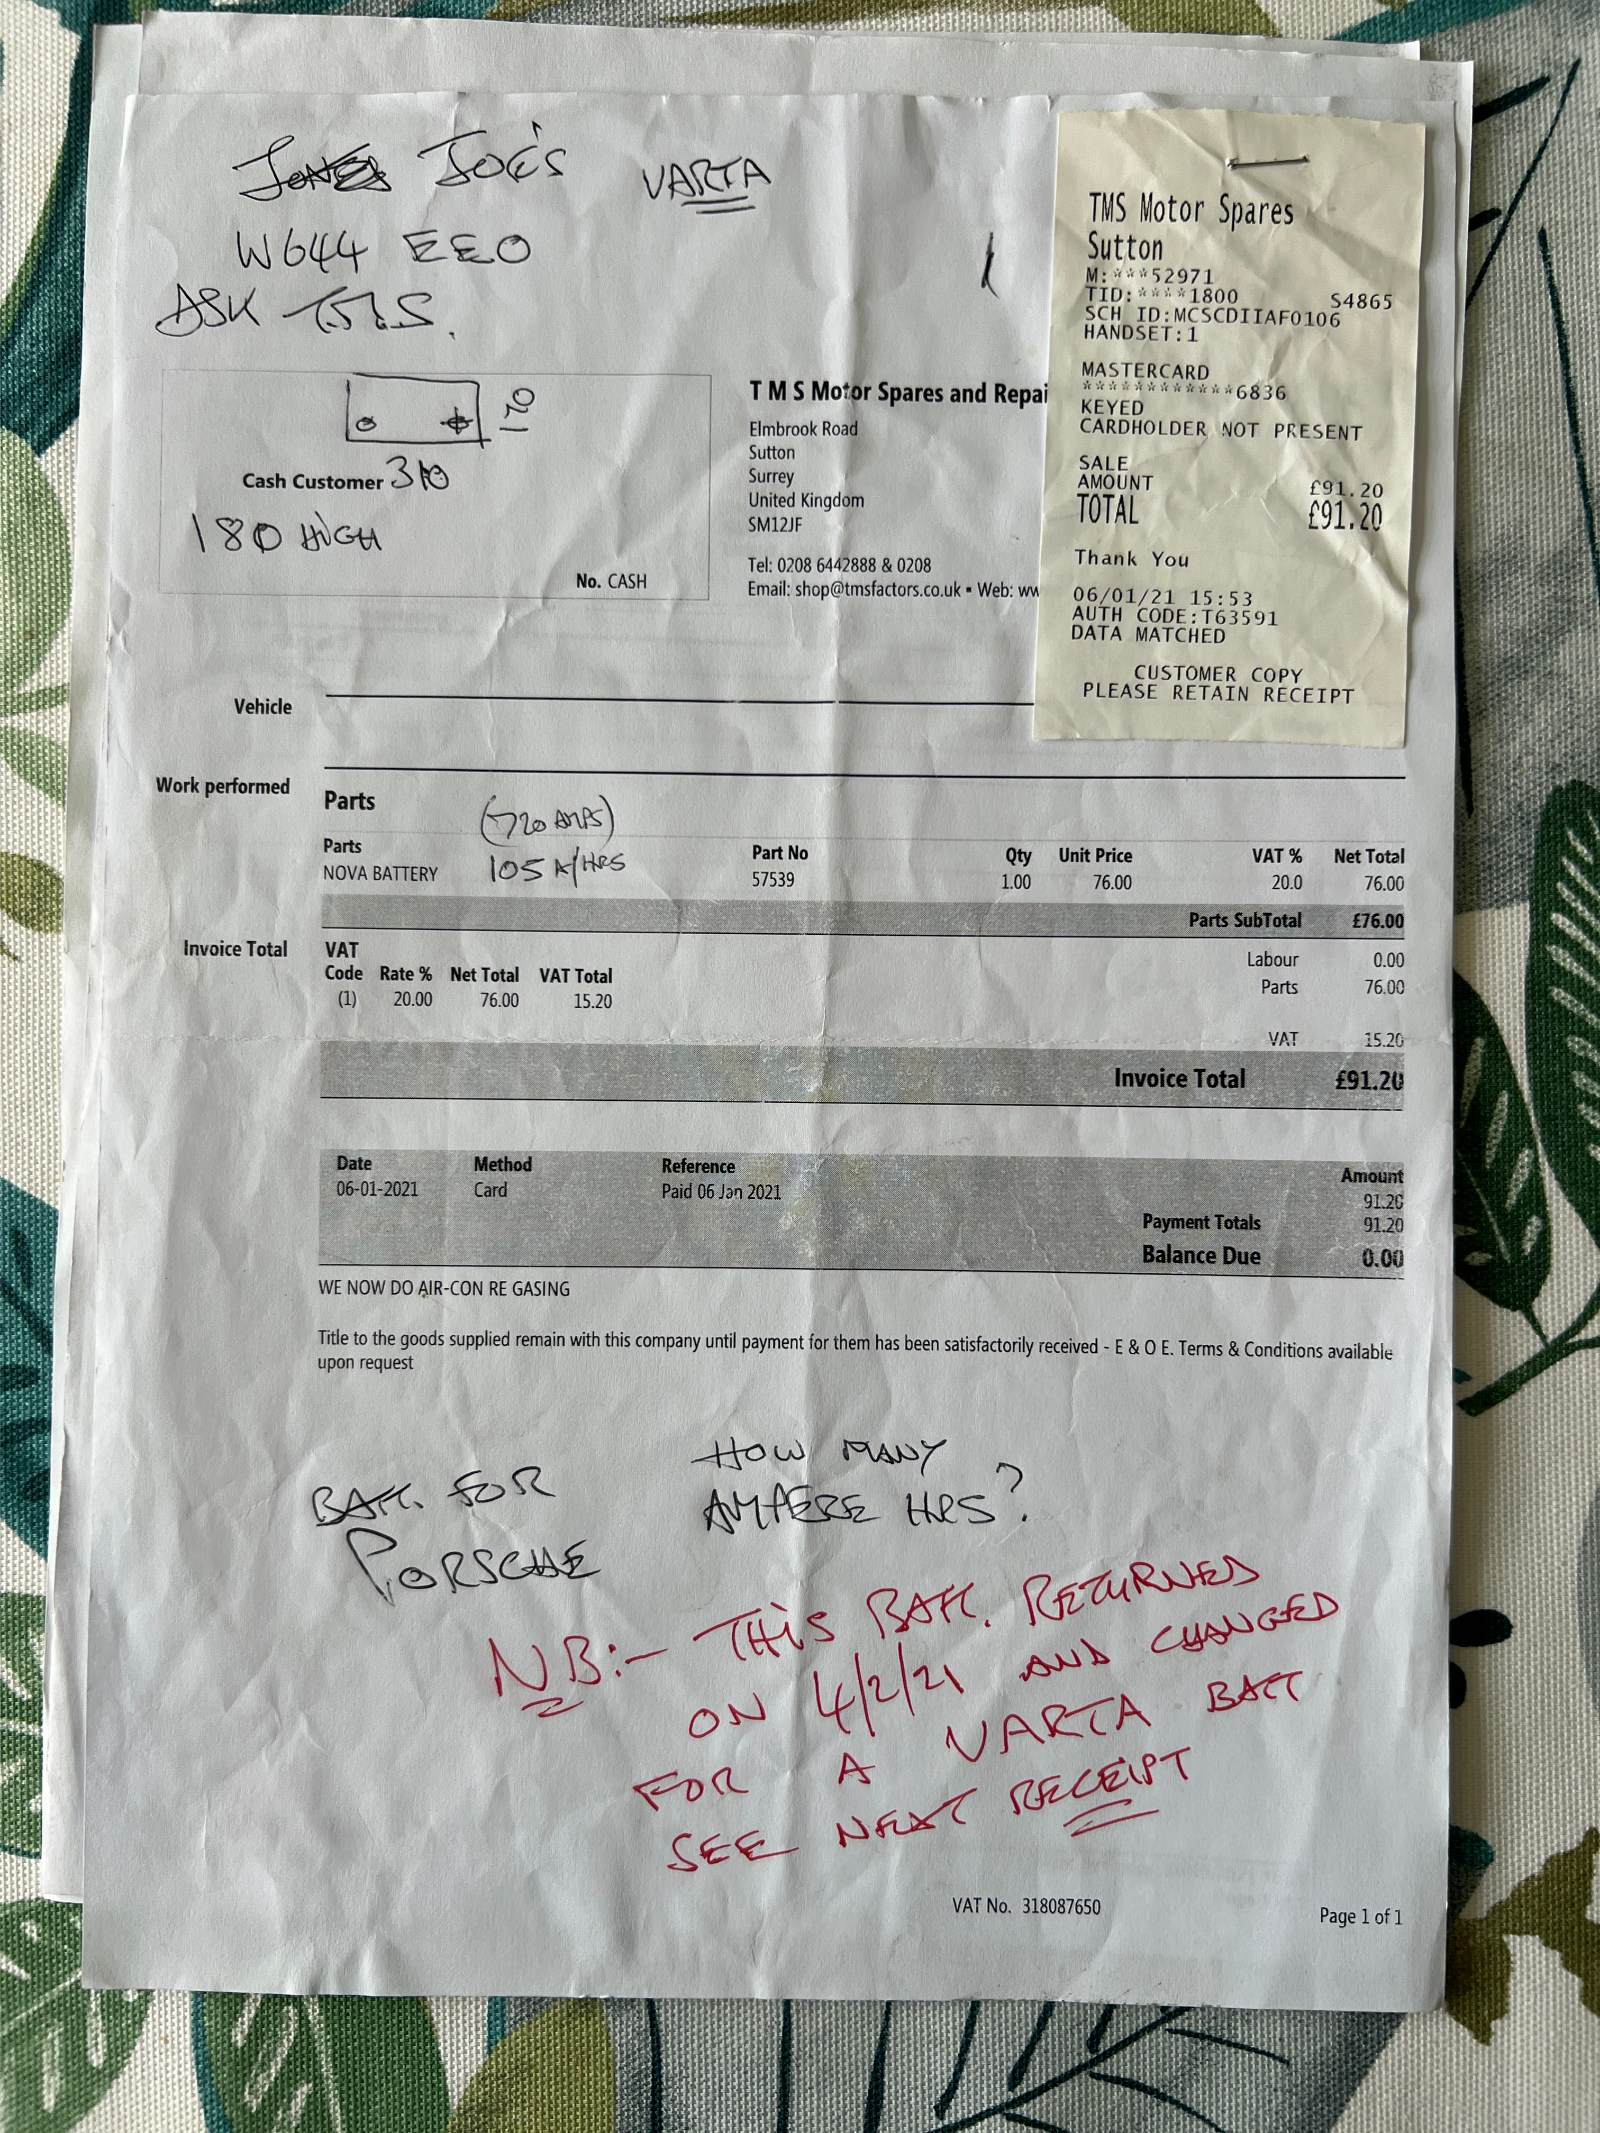 JOE'S VARTA
W644 EEO
ASK T.M.S.
TMS Motor Spares
Sutton
M:***52971
TID:****1800 S4865
SCH ID:MCSCDIIAF0106
HANDSET:1
MASTERCARD
************6836
KEYED
CARDHOLDER NOT PRESENT
SALE
AMOUNT £91.20
TOTAL £91.20
Thank You
06/01/21 15:53
AUTH CODE:T63591
DATA MATCHED
CUSTOMER COPY
PLEASE RETAIN RECEIPT
170
Cash Customer 310
180 HIGH
No. CASH
T M S Motor Spares and Repai
Elmbrook Road
Sutton
Surrey
United Kingdom
SM12JF
Tel: 0208 6442888 & 0208
Email: shop@tmsfactors.co.uk ▪ Web: ww
Vehicle
Work performed
Parts (720 AMPS)
Parts Part No Qty Unit Price VAT % Net Total
NOVA BATTERY 105 A/HRS 57539 1.00 76.00 20.0 76.00
Parts SubTotal £76.00
Invoice Total VAT Labour 0.00
Code Rate % Net Total VAT Total Parts 76.00
(1) 20.00 76.00 15.20
VAT 15.20
Invoice Total £91.20
Date Method Reference Amount
06-01-2021 Card Paid 06 Jan 2021 91.20
Payment Totals 91.20
Balance Due 0.00
WE NOW DO AIR-CON RE GASING
Title to the goods supplied remain with this company until payment for them has been satisfactorily received - E & O E. Terms & Conditions available
upon request
BATT. FOR
PORSCHE
HOW MANY
AMPERE HRS?
NB:- THIS BATT. RETURNED
ON 4/2/21 AND CHANGED
FOR A VARTA BATT
SEE NEXT RECEIPT
VAT No. 318087650
Page 1 of 1